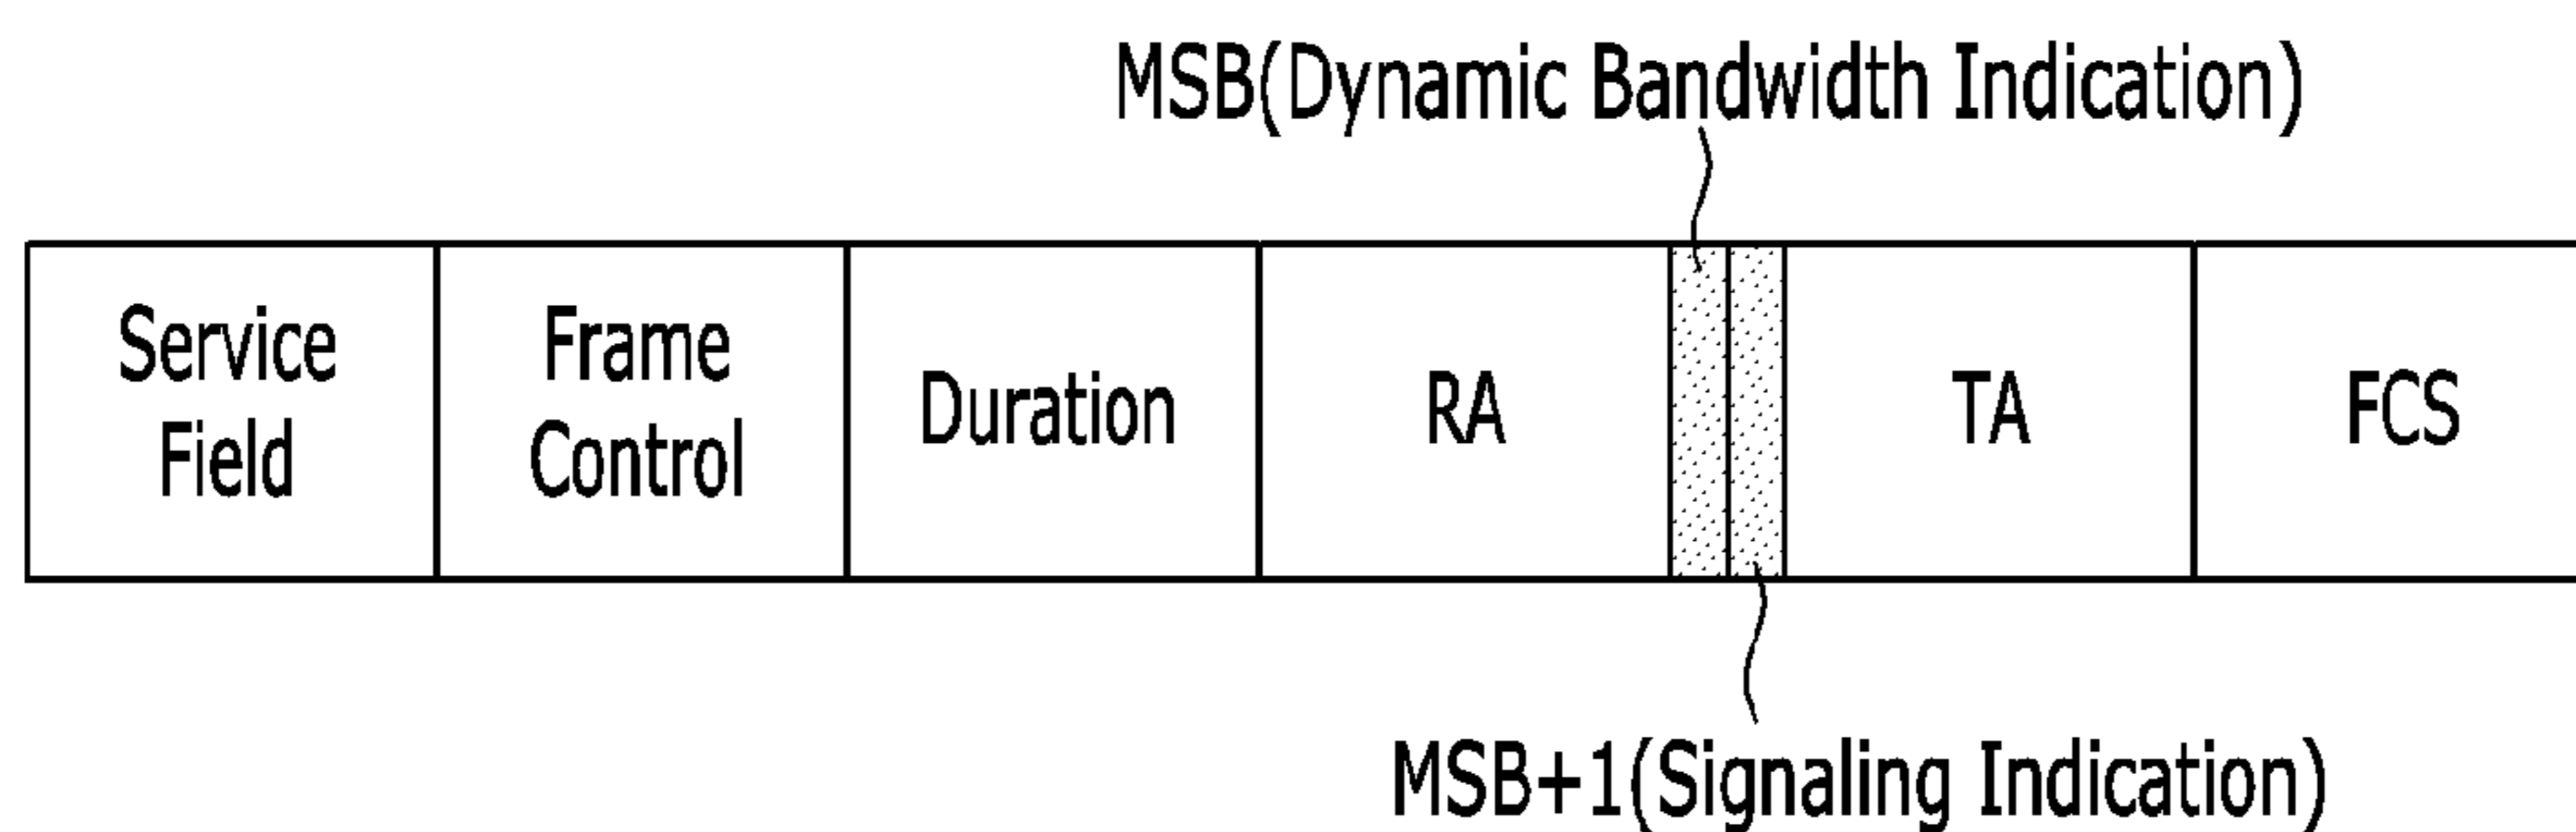 MSB(Dynamic Bandwidth Indication)
Service
Field
Frame
Control
Duration
RA
TA
FCS
MSB+1(Signaling Indication)